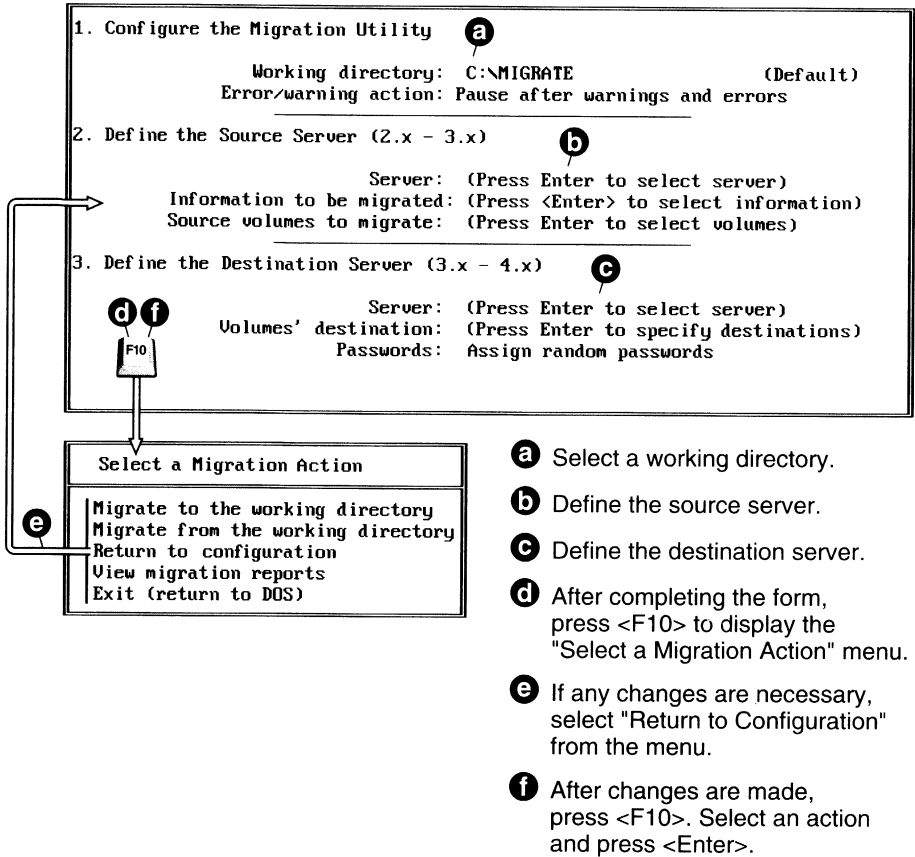 1. Configure the Migration Utility
a
Working directory: C:\MIGRATE (Default)
Error/warning action: Pause after warnings and errors
2. Define the Source Server (2.x - 3.x)
b
Server: (Press Enter to select server)
Information to be migrated: (Press <Enter> to select information)
Source volumes to migrate: (Press Enter to select volumes)
3. Define the Destination Server (3.x - 4.x)
c
Server: (Press Enter to select server)
Volumes' destination: (Press Enter to specify destinations)
Passwords: Assign random passwords
d f
F10
Select a Migration Action
Migrate to the working directory
Migrate from the working directory
Return to configuration
View migration reports
Exit (return to DOS)
e
a Select a working directory.
b Define the source server.
c Define the destination server.
d After completing the form,
press <F10> to display the
"Select a Migration Action" menu.
e If any changes are necessary,
select "Return to Configuration"
from the menu.
f After changes are made,
press <F10>. Select an action
and press <Enter>.